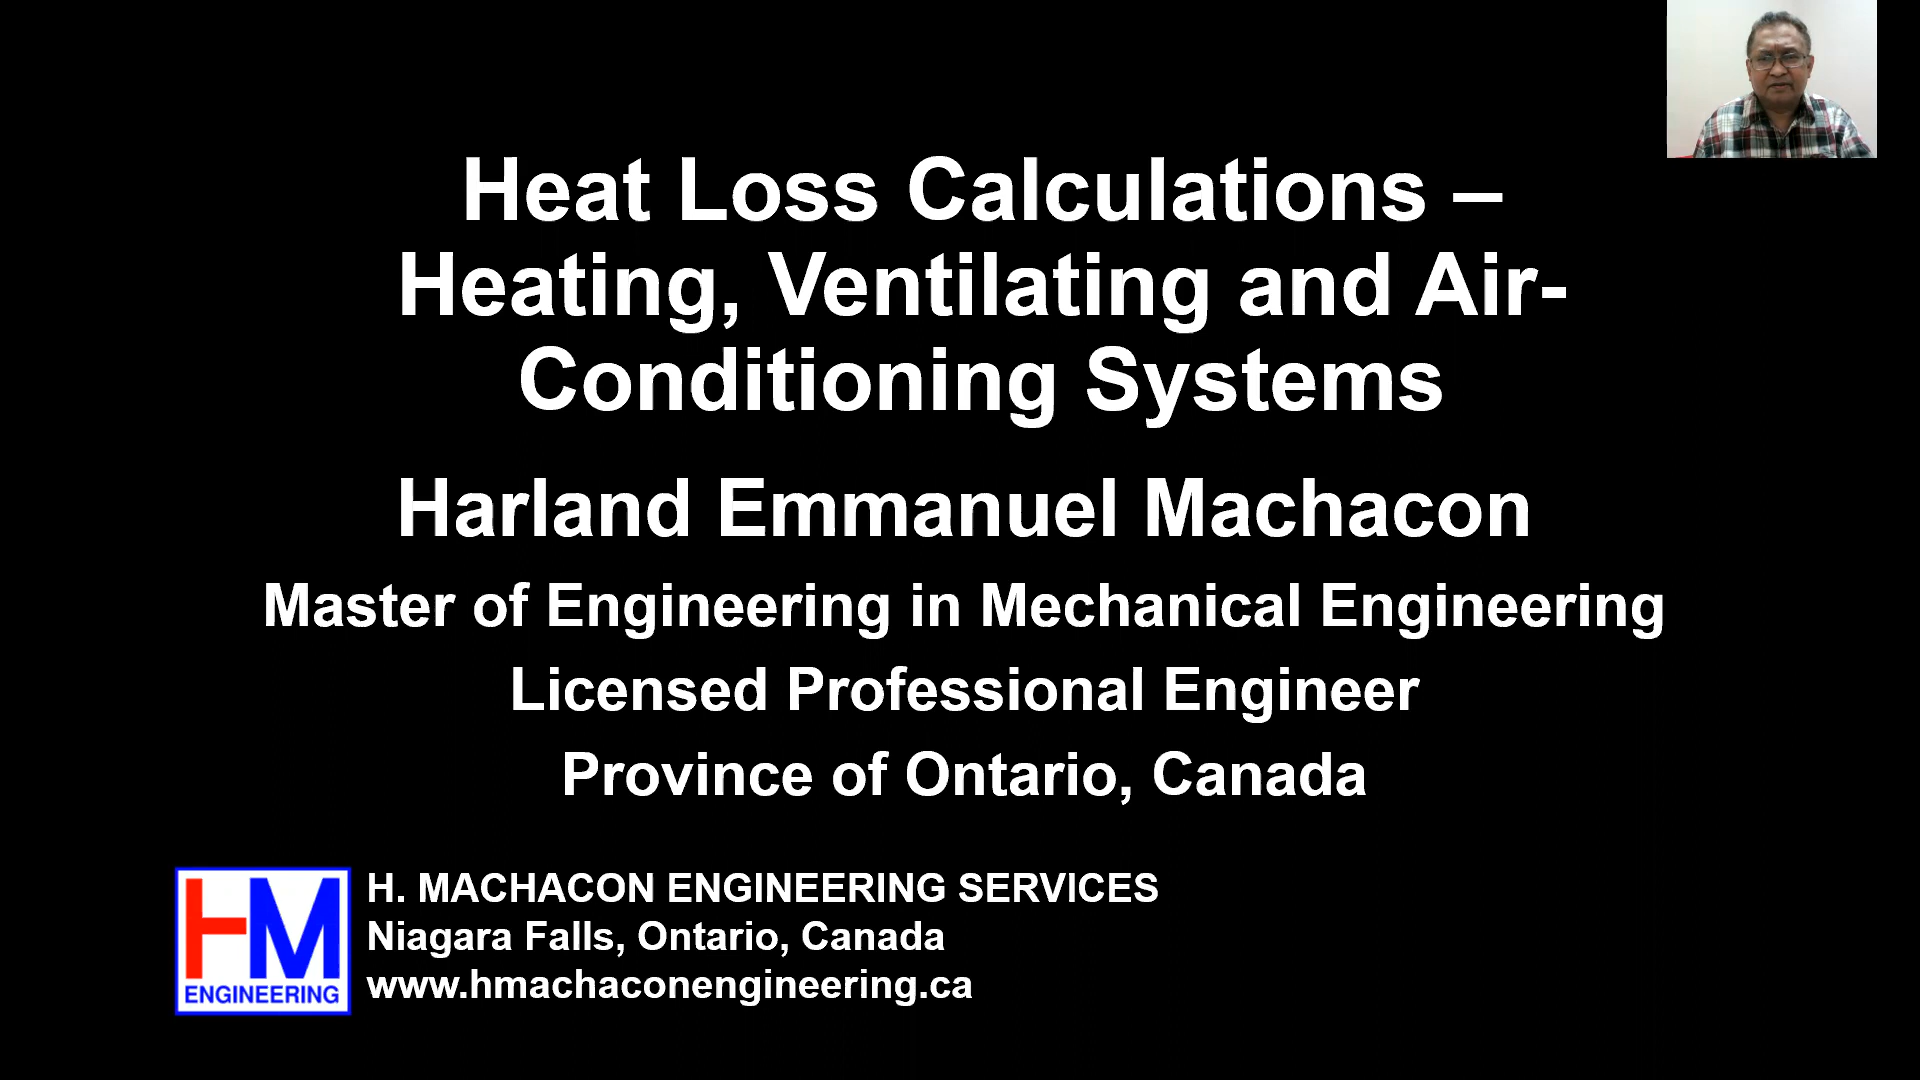 Heat Loss Calculations –
Heating, Ventilating and Air-
Conditioning Systems
Harland Emmanuel Machacon
Master of Engineering in Mechanical Engineering
Licensed Professional Engineer
Province of Ontario, Canada
HM
ENGINEERING
H. MACHACON ENGINEERING SERVICES
Niagara Falls, Ontario, Canada
www.hmachaconengineering.ca